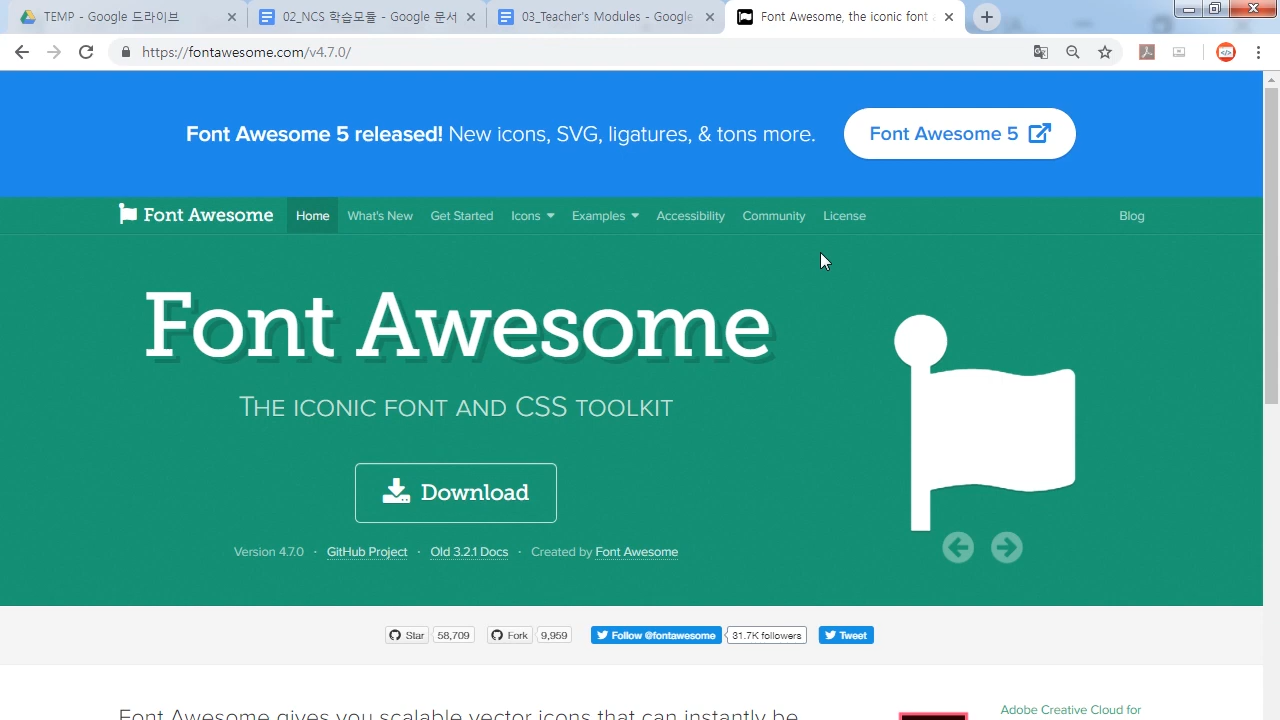 TEMP - Google 드라이브
02_NCS 학습모듈 - Google 문서
03_Teacher's Modules - Google
Font Awesome, the iconic font
https://fontawesome.com/v4.7.0/
Font Awesome 5 released! New icons, SVG, ligatures, & tons more.
Font Awesome 5
Font Awesome
Home
What's New
Get Started
Icons
Examples
Accessibility
Community
License
Blog
Font Awesome
The iconic font and CSS toolkit
Download
Version 4.7.0 · GitHub Project · Old 3.2.1 Docs · Created by Font Awesome
Star 58,709
Fork 9,959
Follow @fontawesome
31.7K followers
Tweet
Font Awesome gives you scalable vector icons that can instantly be
Adobe Creative Cloud for